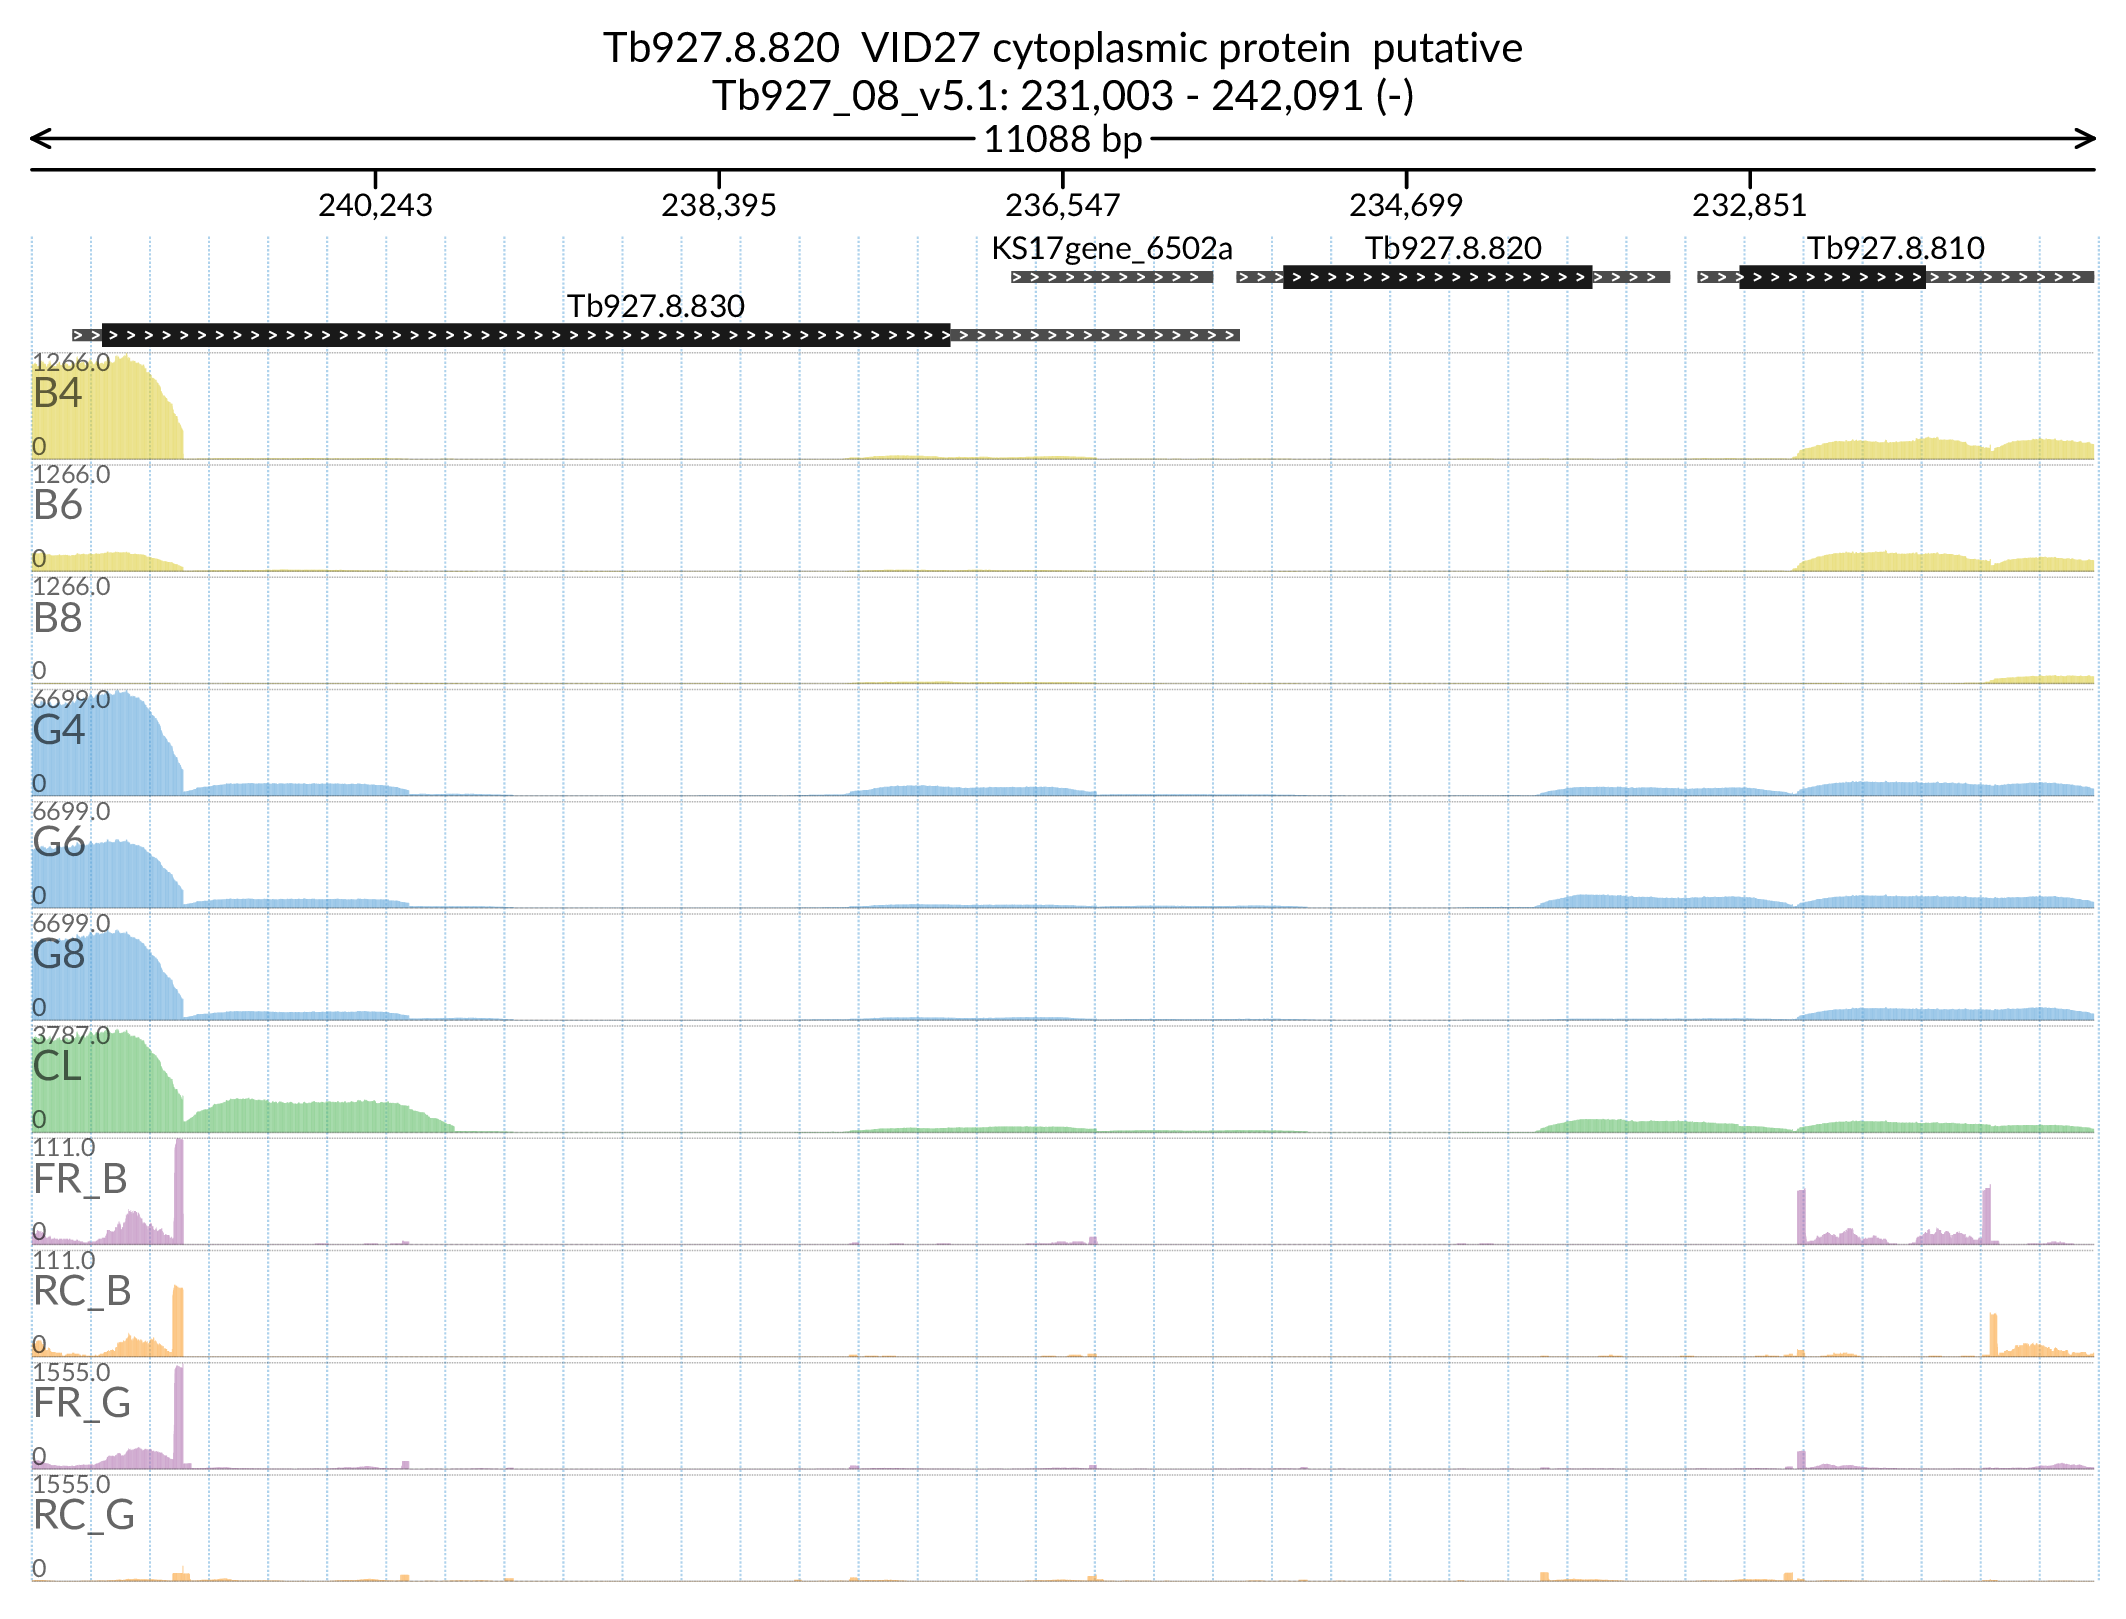 Tb927.8.820 VID27 cytoplasmic protein putative
Tb927_08_v5.1: 231,003 - 242,091 (-)
11088 bp
240,243 238,395 236,547 234,699 232,851
KS17gene_6502a Tb927.8.820 Tb927.8.810
Tb927.8.830
1266.0
B4
0
1266.0
B6
0
1266.0
B8
0
6699.0
G4
0
6699.0
G6
0
6699.0
G8
0
3787.0
CL
0
111.0
FR_B
0
111.0
RC_B
0
1555.0
FR_G
0
1555.0
RC_G
0